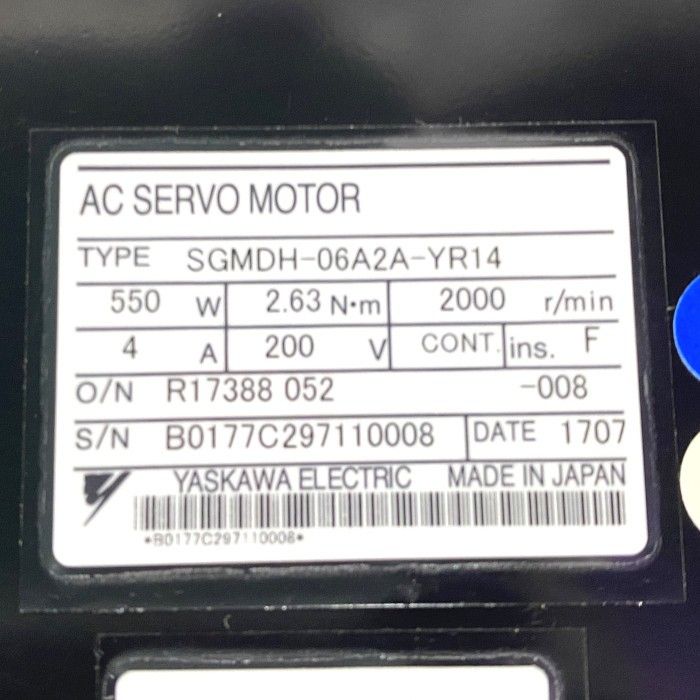 AC SERVO MOTOR
TYPE SGMDH-06A2A-YR14
550 W 2.63 N·m 2000 r/min
4 A 200 V CONT. ins. F
O/N R17388 052 -008
S/N B0177C297110008 DATE 1707
YASKAWA ELECTRIC MADE IN JAPAN
*B0177C297110008*